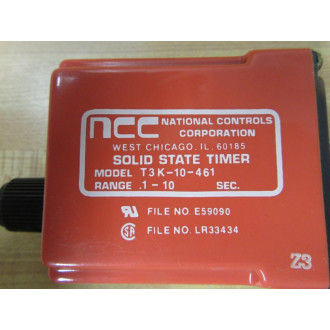 ncc NATIONAL CONTROLS CORPORATION
WEST CHICAGO, IL. 60185
SOLID STATE TIMER
MODEL T3K-10-461
RANGE .1-10 SEC.
FILE NO. E59090
FILE NO. LR33434
Z3